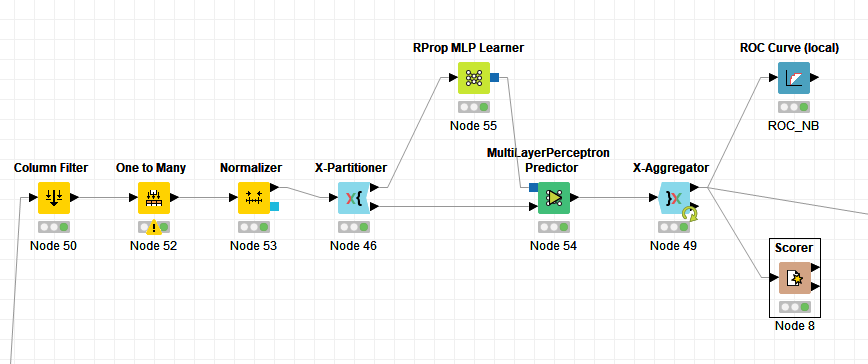 RProp MLP Learner
ROC Curve (local)
Node 55
ROC_NB
Column Filter
One to Many
Normalizer
X-Partitioner
MultiLayerPerceptron
Predictor
X-Aggregator
X{
}X
Node 50
Node 52
Node 53
Node 46
Node 54
Node 49
Scorer
Node 8